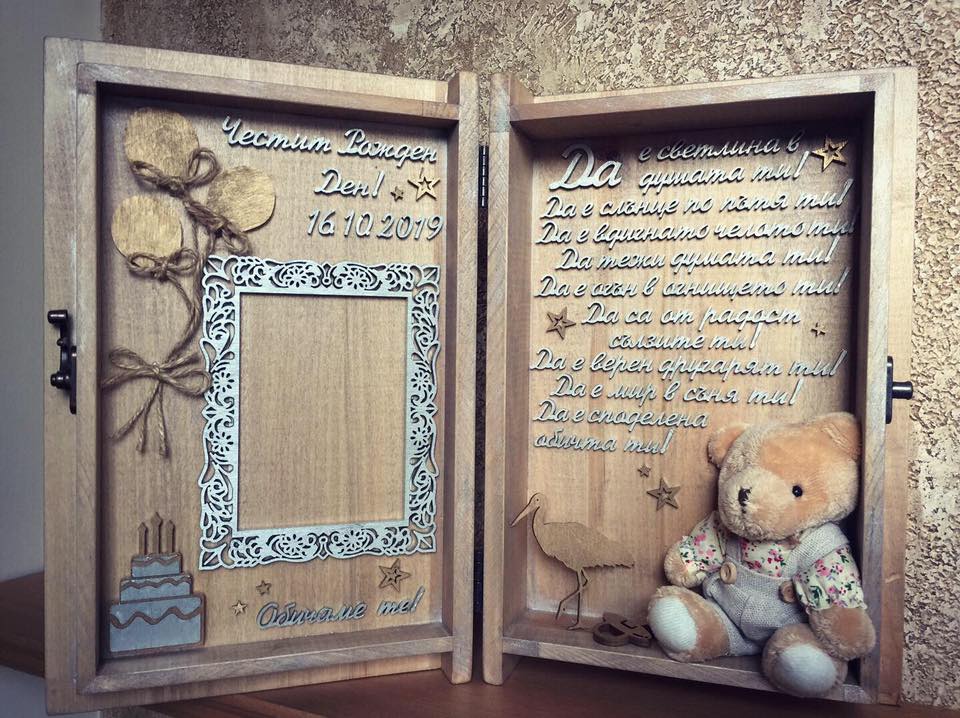 Честит Рожден
Ден!
16.10.2019
Обичаме те!
Да е светлина в
душата ти!
Да е слънце по пътя ти!
Да е вдигнато челото ти!
Да тежи думата ти!
Да е огън в огнището ти!
Да са от радост
сълзите ти!
Да е верен другарят ти!
Да е мир в съня ти!
Да е споделена
обичта ти!